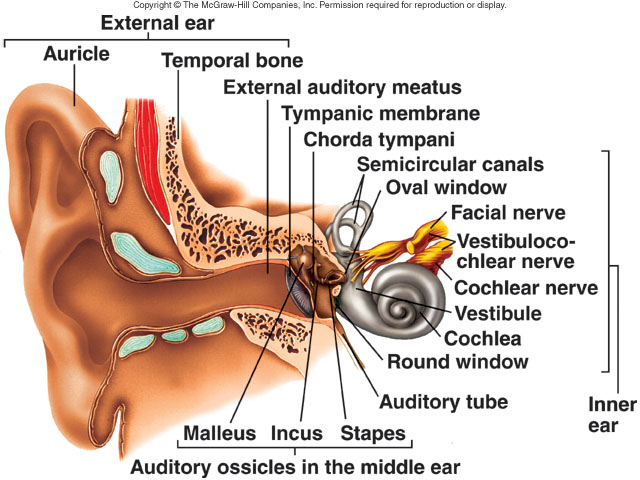 Copyright © The McGraw-Hill Companies, Inc. Permission required for reproduction or display.
External ear
Auricle
Temporal bone
External auditory meatus
Tympanic membrane
Chorda tympani
Semicircular canals
Oval window
Facial nerve
Vestibuloco-
chlear nerve
Cochlear nerve
Vestibule
Cochlea
Round window
Auditory tube
Inner
ear
Malleus Incus Stapes
Auditory ossicles in the middle ear